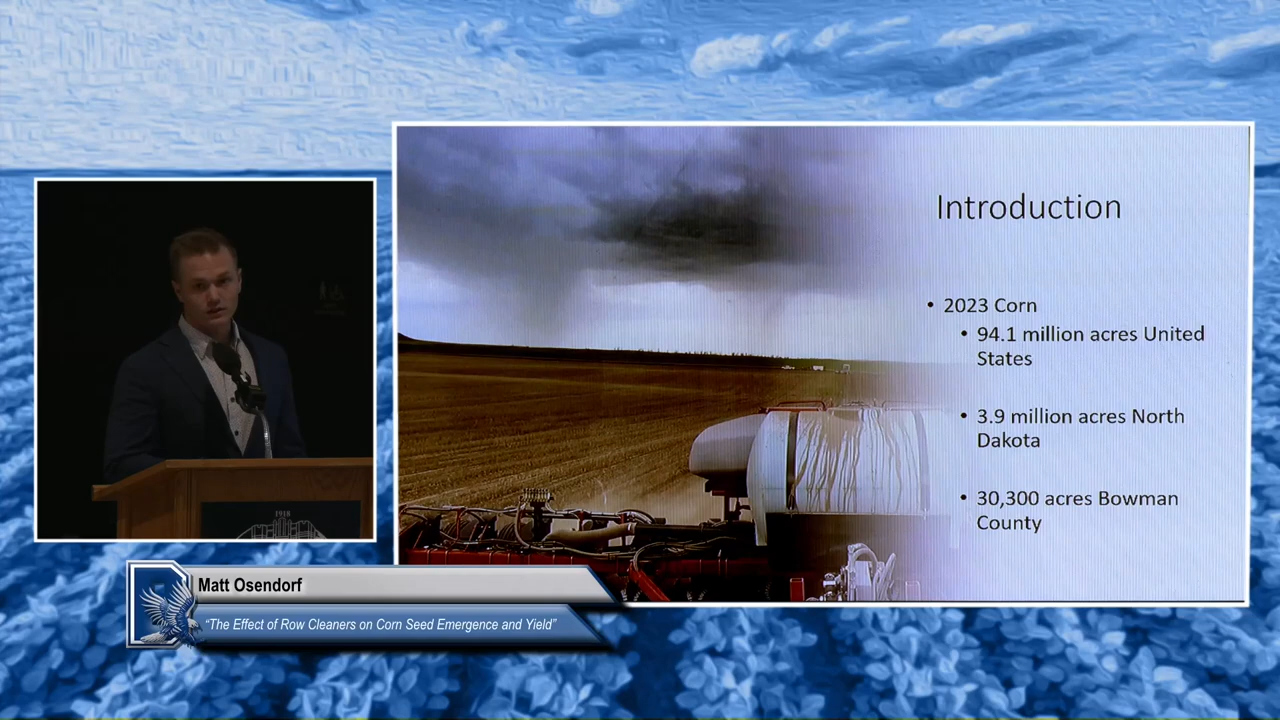 Introduction
• 2023 Corn
• 94.1 million acres United
States
• 3.9 million acres North
Dakota
• 30,300 acres Bowman
County
1918
Matt Osendorf
“The Effect of Row Cleaners on Corn Seed Emergence and Yield”